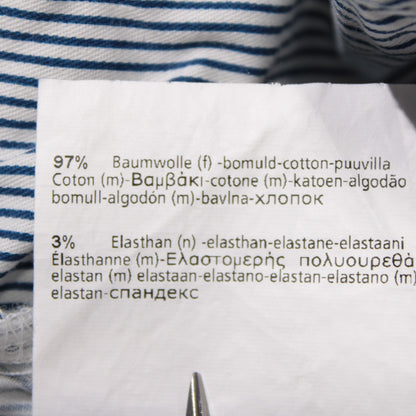 97% Baumwolle (f) -bomuld-cotton-puuvilla
Coton (m)-Βαμβάκι-cotone (m)-katoen-algodão
bomull-algodón (m)-bavlna-хлопок
3% Elasthan (n) -elasthan-elastane-elastaani
Élasthanne (m)-Ελαστομερής πολυουρεθά
elastan (m) elastaan-elastano-elastan-elastano (m)
elastan-спандекс